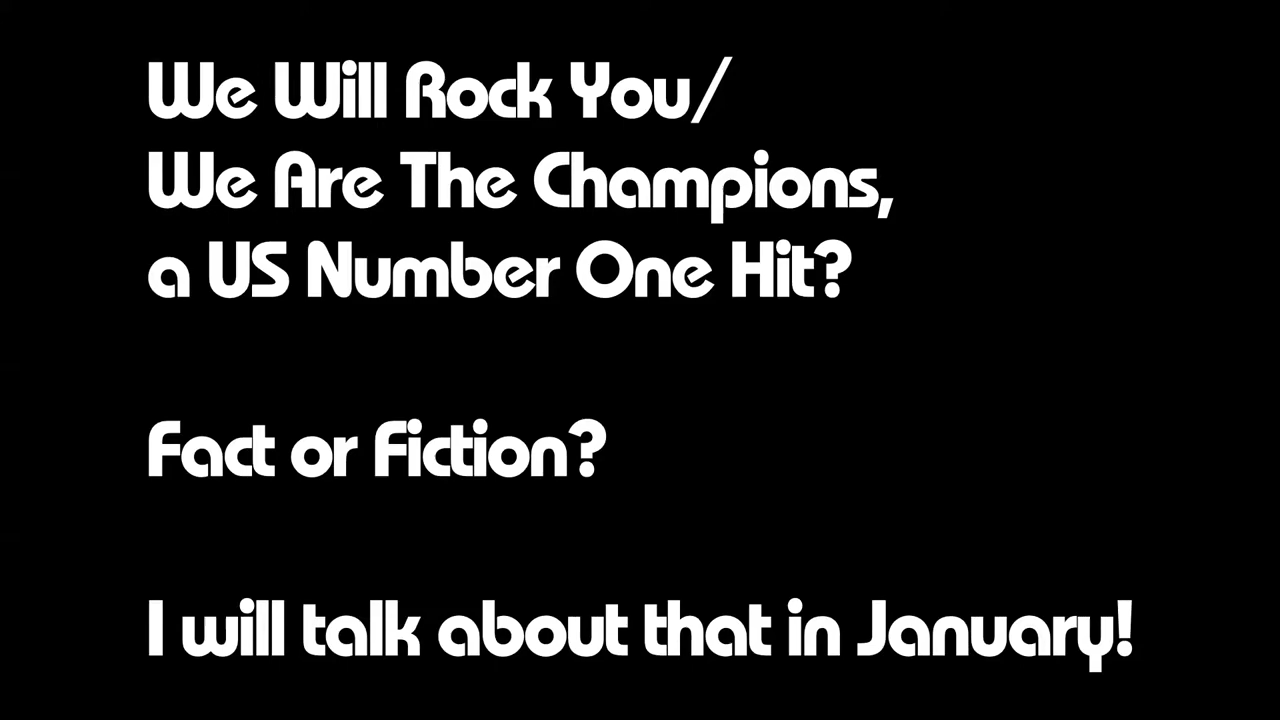 We Will Rock You/
We Are The Champions,
a US Number One Hit?
Fact or Fiction?
I will talk about that in January!